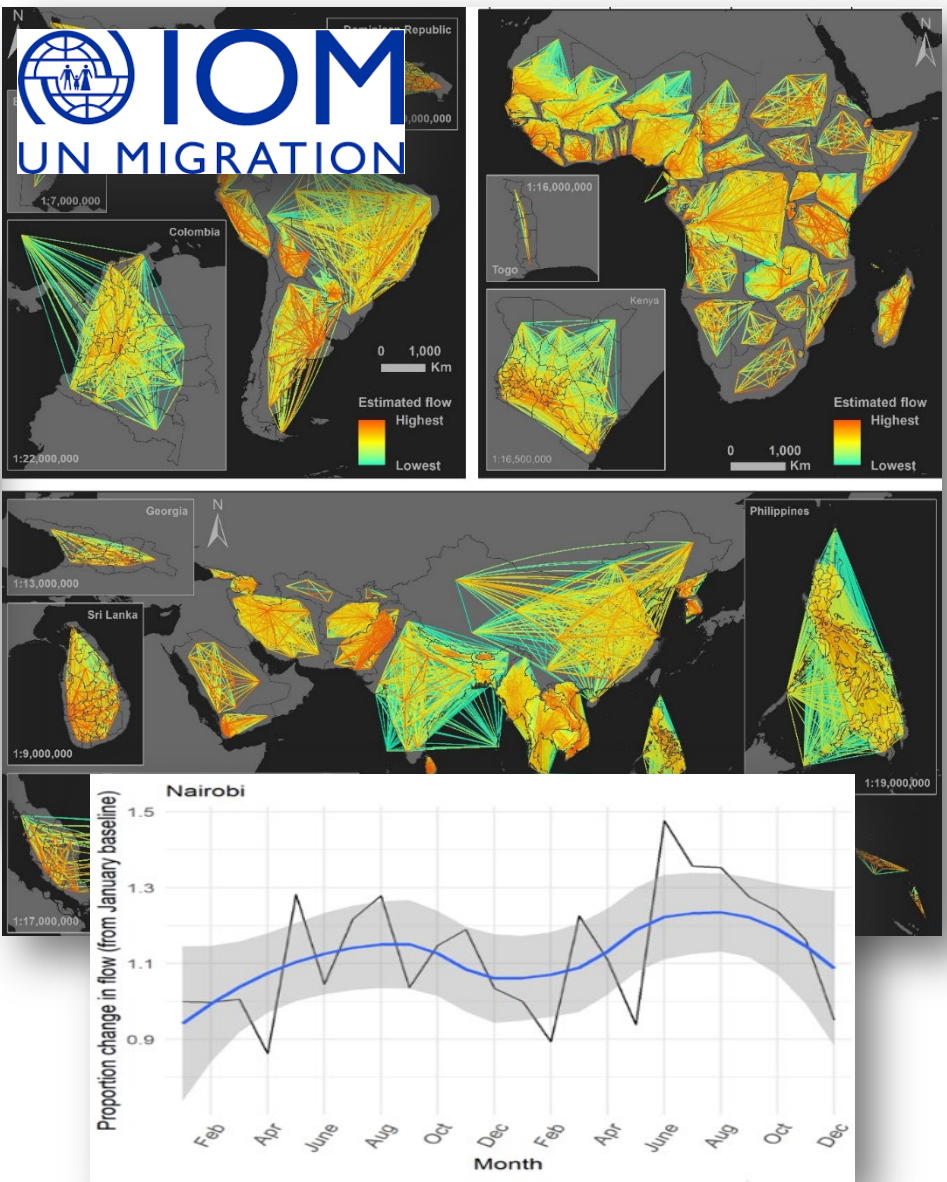 N
Dominican Republic
IOM
UN MIGRATION
000,000
1:7,000,000
Colombia
0 1,000
Km
Estimated flow
Highest
Lowest
1:22,000,000
N
1:16,000,000
Togo
Kenya
1:16,500,000
0 1,000
Km
Estimated flow
Highest
Lowest
Georgia
1:13,000,000
N
Sri Lanka
1:9,000,000
Philippines
1:19,000,000
1:17,000,000
Nairobi
Proportion change in flow (from January baseline)
1.5
1.3
1.1
0.9
Feb Apr June Aug Oct Dec Feb Apr June Aug Oct Dec
Month